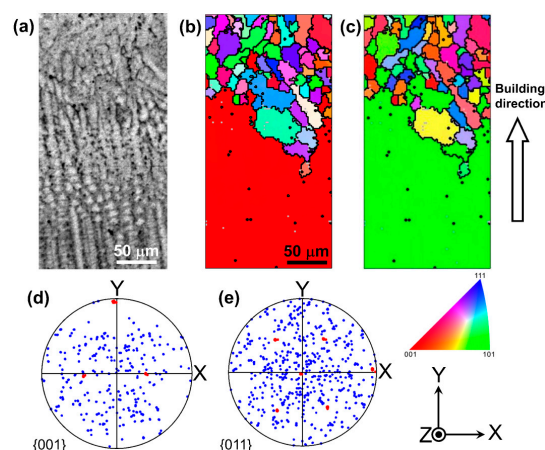 (a)
(b)
(c)
Building direction
50 μm
50 μm
111
001
101
(d)
Y
X
{001}
(e)
Y
X
{011}
Y
Z
X